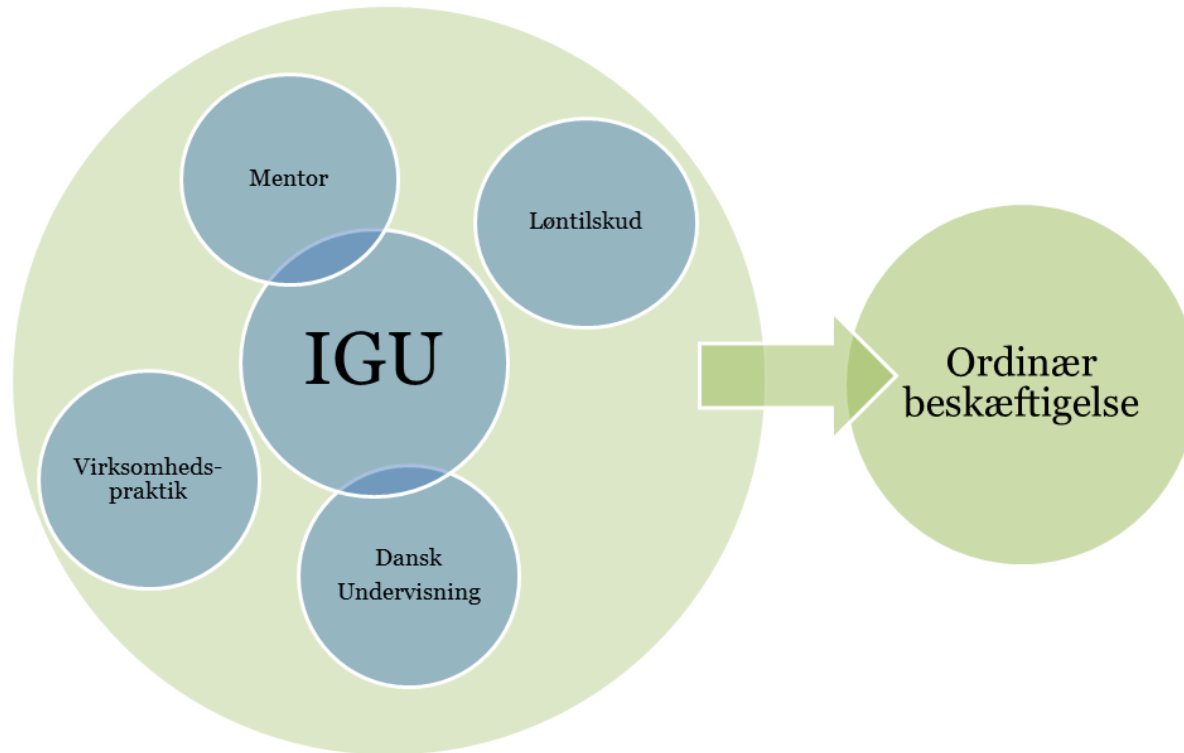 Mentor
Løntilskud
IGU
Ordinær
beskæftigelse
Virksomheds-
praktik
Dansk
Undervisning